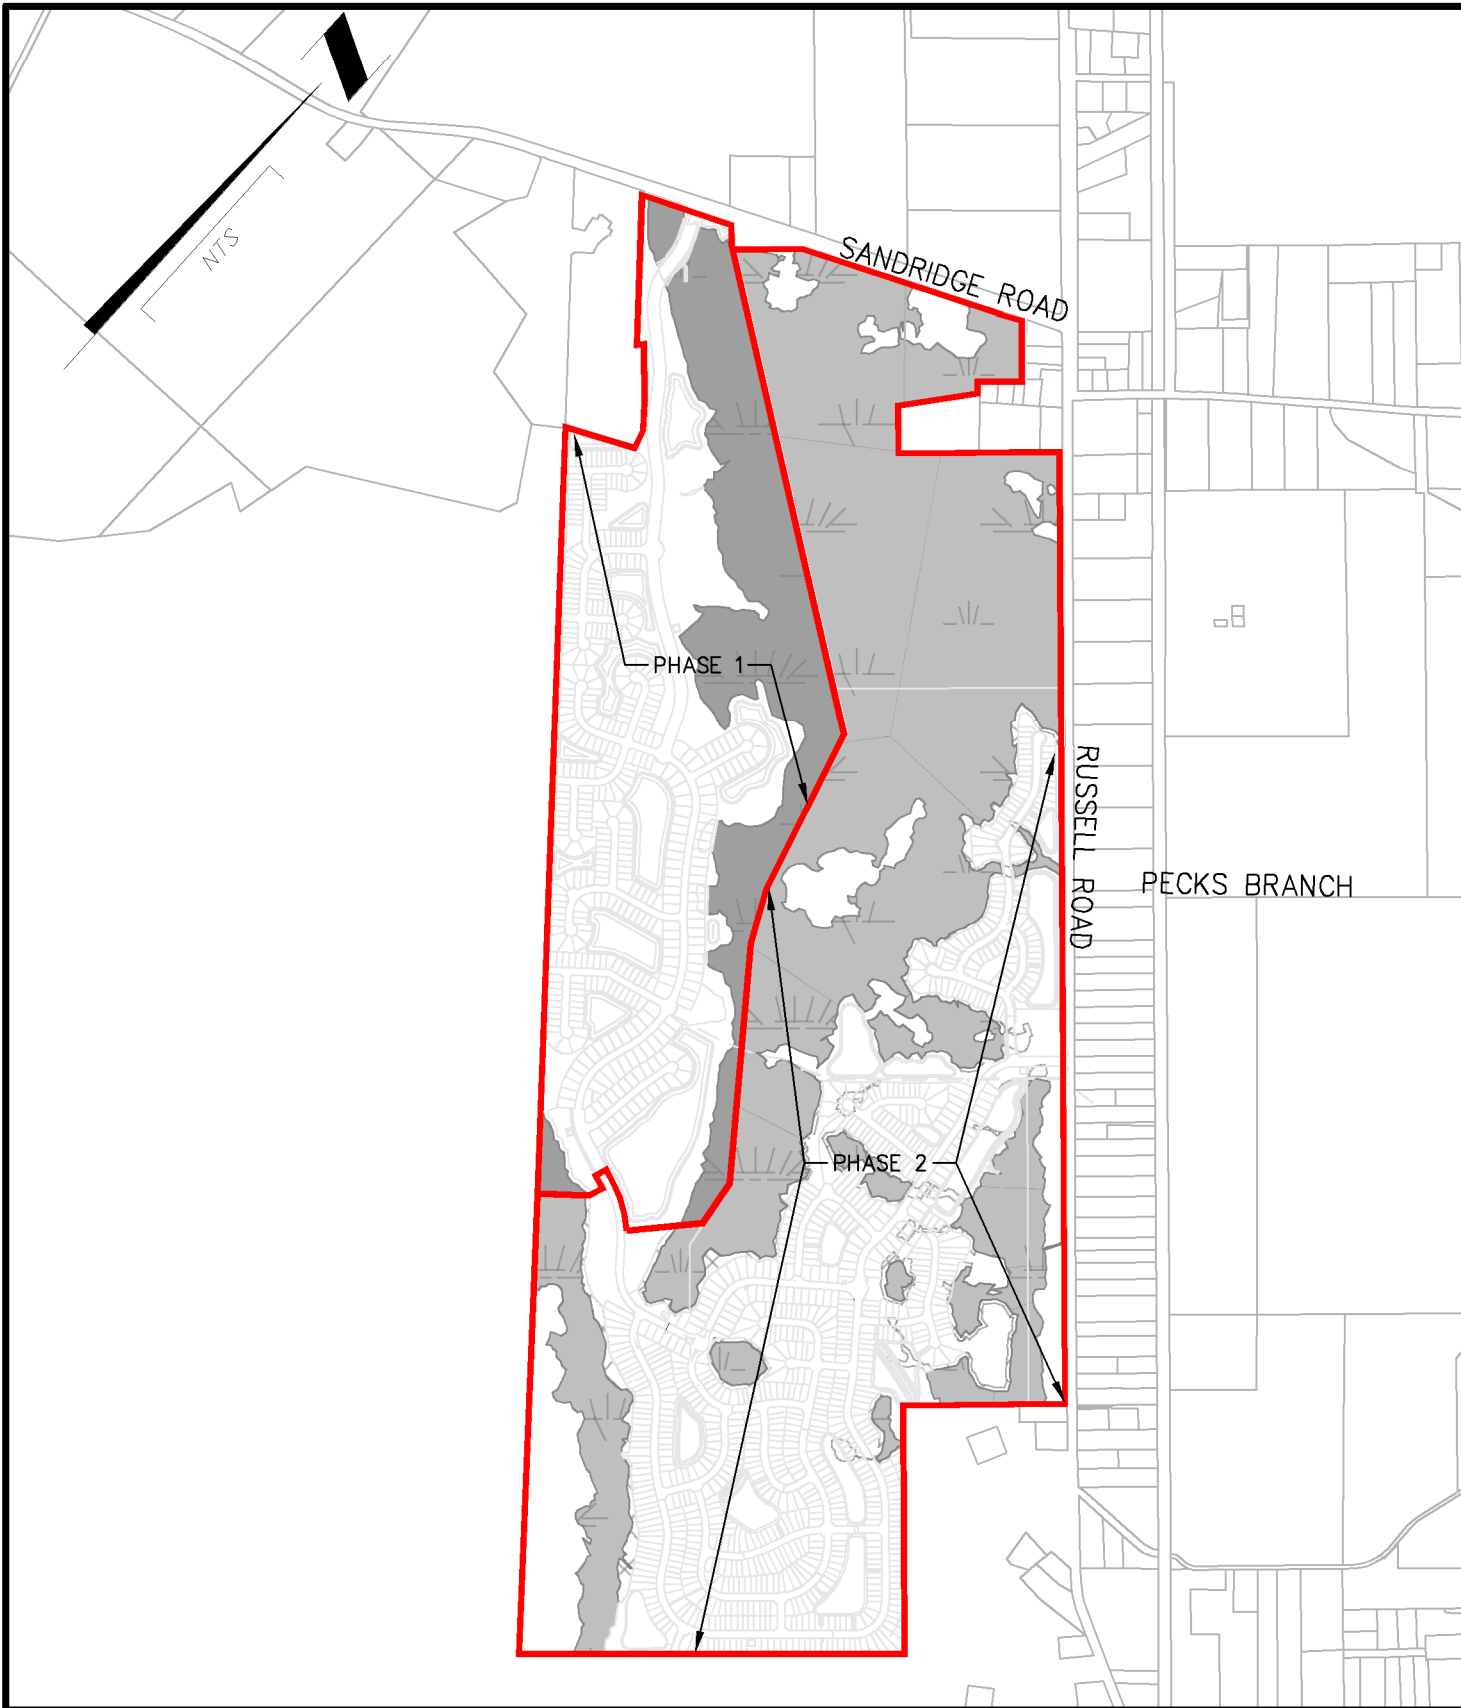 NTS
SANDRIDGE ROAD
PHASE 1
RUSSELL ROAD
PECKS BRANCH
PHASE 2